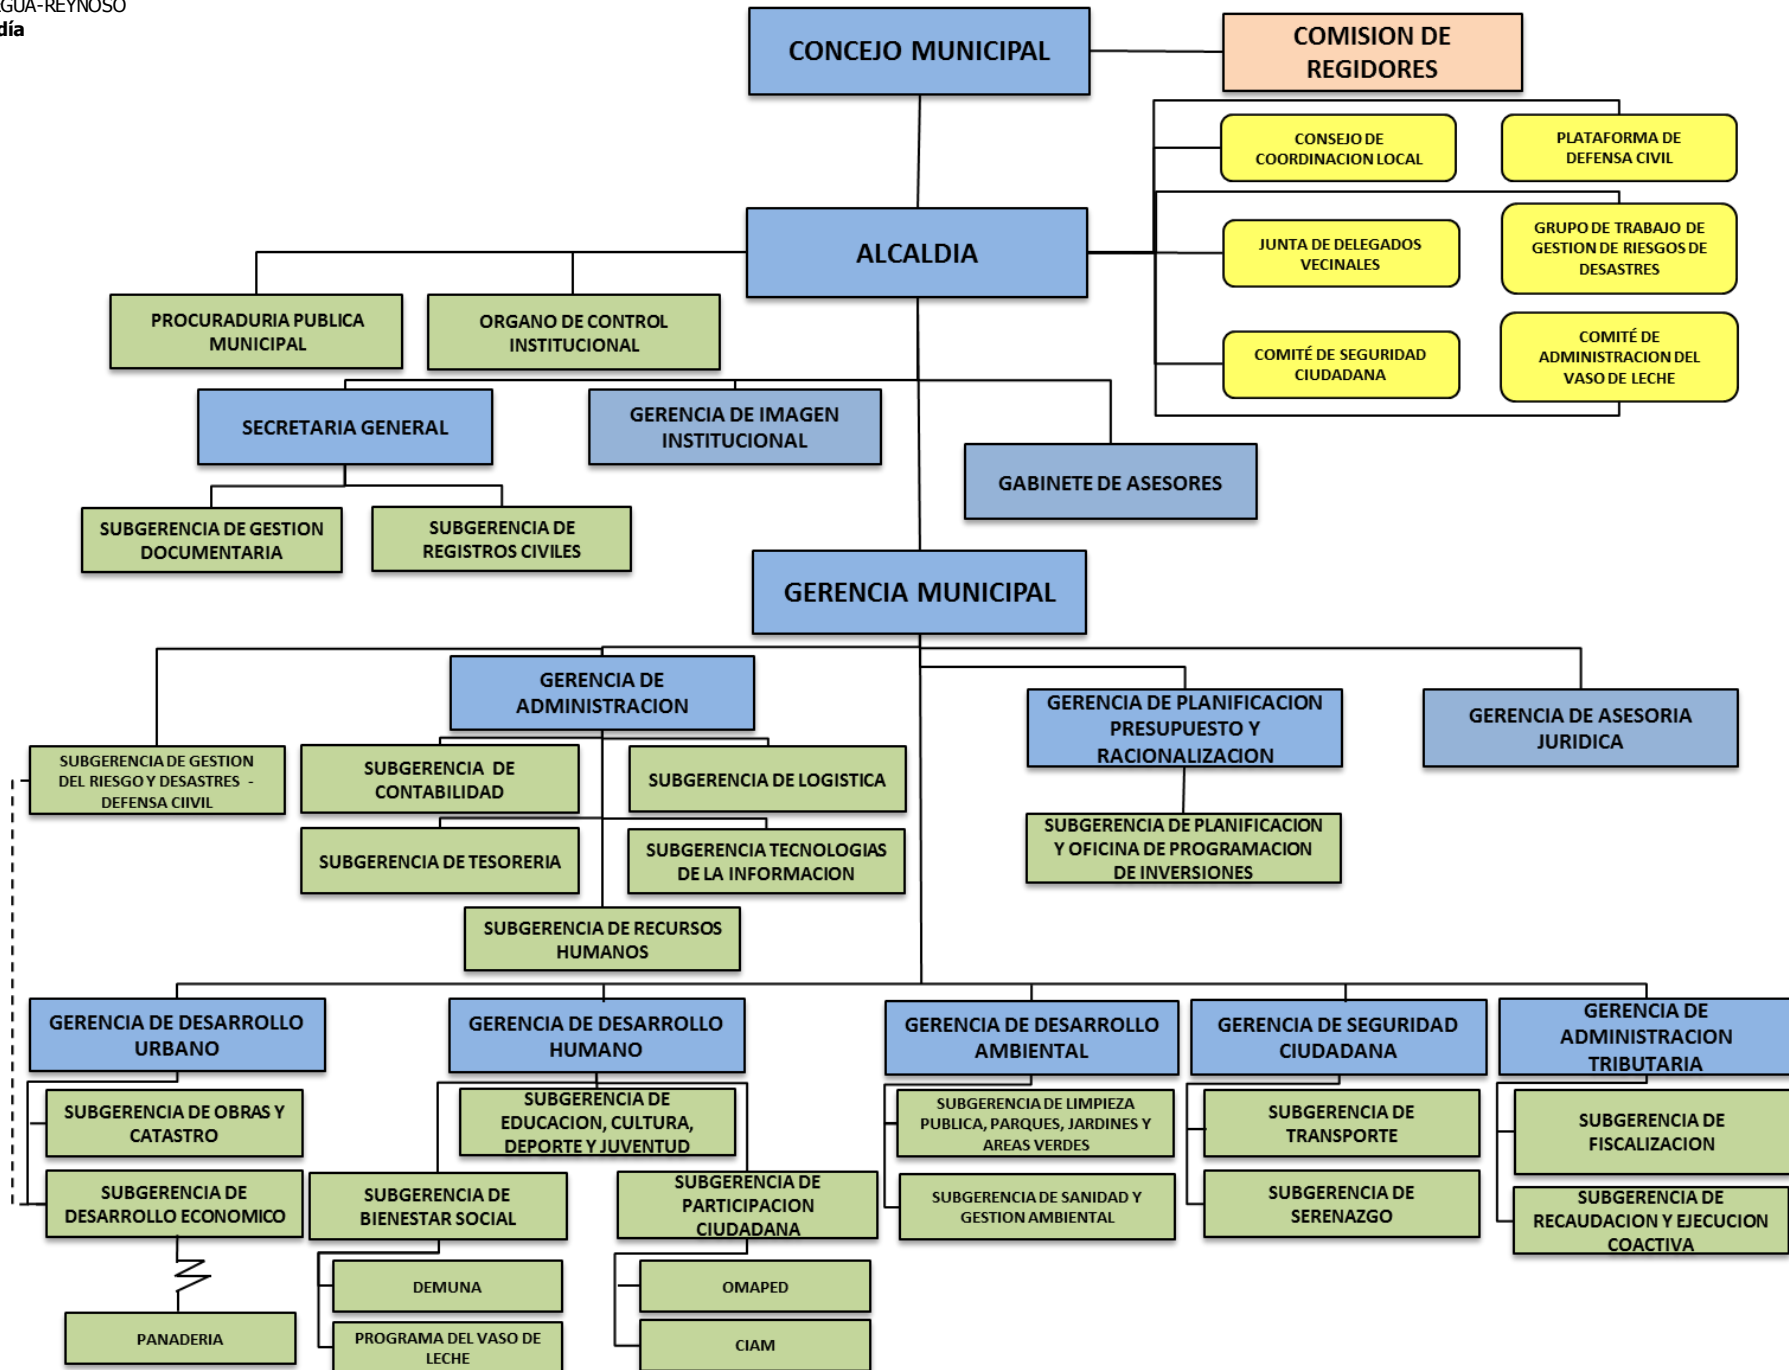 GUA-REYNOSO
día
CONCEJO MUNICIPAL
COMISION DE
REGIDORES
CONSEJO DE
COORDINACION LOCAL
PLATAFORMA DE
DEFENSA CIVIL
ALCALDIA
JUNTA DE DELEGADOS
VECINALES
GRUPO DE TRABAJO DE
GESTION DE RIESGOS DE
DESASTRES
PROCURADURIA PUBLICA
MUNICIPAL
ORGANO DE CONTROL
INSTITUCIONAL
COMITÉ DE SEGURIDAD
CIUDADANA
COMITÉ DE
ADMINISTRACION DEL
VASO DE LECHE
SECRETARIA GENERAL
GERENCIA DE IMAGEN
INSTITUCIONAL
GABINETE DE ASESORES
SUBGERENCIA DE GESTION
DOCUMENTARIA
SUBGERENCIA DE
REGISTROS CIVILES
GERENCIA MUNICIPAL
GERENCIA DE
ADMINISTRACION
GERENCIA DE PLANIFICACION
PRESUPUESTO Y
RACIONALIZACION
GERENCIA DE ASESORIA
JURIDICA
SUBGERENCIA DE GESTION
DEL RIESGO Y DESASTRES -
DEFENSA CIIVIL
SUBGERENCIA DE
CONTABILIDAD
SUBGERENCIA DE LOGISTICA
SUBGERENCIA DE TESORERIA
SUBGERENCIA TECNOLOGIAS
DE LA INFORMACION
SUBGERENCIA DE PLANIFICACION
Y OFICINA DE PROGRAMACION
DE INVERSIONES
SUBGERENCIA DE RECURSOS
HUMANOS
GERENCIA DE DESARROLLO
URBANO
GERENCIA DE DESARROLLO
HUMANO
GERENCIA DE DESARROLLO
AMBIENTAL
GERENCIA DE SEGURIDAD
CIUDADANA
GERENCIA DE
ADMINISTRACION
TRIBUTARIA
SUBGERENCIA DE OBRAS Y
CATASTRO
SUBGERENCIA DE
EDUCACION, CULTURA,
DEPORTE Y JUVENTUD
SUBGERENCIA DE LIMPIEZA
PUBLICA, PARQUES, JARDINES Y
AREAS VERDES
SUBGERENCIA DE
TRANSPORTE
SUBGERENCIA DE
FISCALIZACION
SUBGERENCIA DE
DESARROLLO ECONOMICO
SUBGERENCIA DE
BIENESTAR SOCIAL
SUBGERENCIA DE
PARTICIPACION
CIUDADANA
SUBGERENCIA DE SANIDAD Y
GESTION AMBIENTAL
SUBGERENCIA DE
SERENAZGO
SUBGERENCIA DE
RECAUDACION Y EJECUCION
COACTIVA
DEMUNA
OMAPED
PANADERIA
PROGRAMA DEL VASO DE
LECHE
CIAM